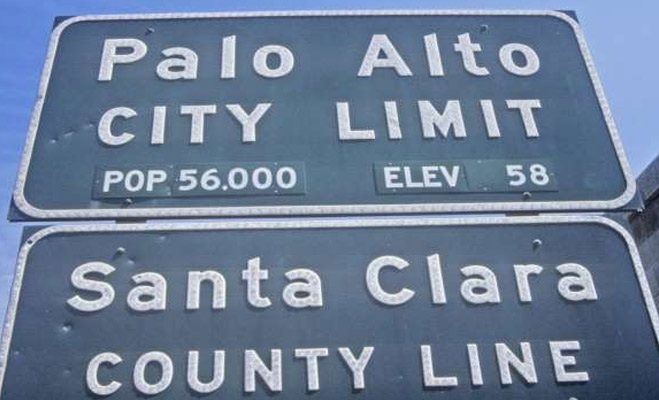 Palo Alto
CITY LIMIT
POP 56.000 ELEV 58
Santa Clara
COUNTY LINE